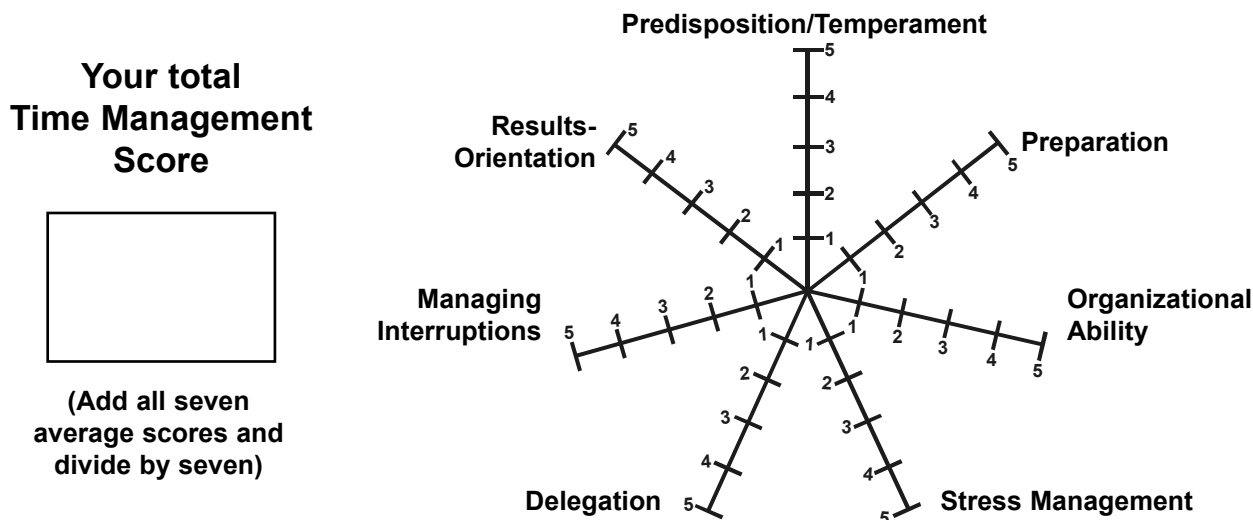 Your total
Time Management
Score
(Add all seven
average scores and
divide by seven)
Predisposition/Temperament
5
4
3
2
1
Preparation
5
4
3
2
1
Organizational
Ability
1
2
3
4
5
Stress Management
1
2
3
4
5
Delegation
1
2
3
4
5
Managing
Interruptions
5
4
3
2
1
Results-
Orientation
5
4
3
2
1